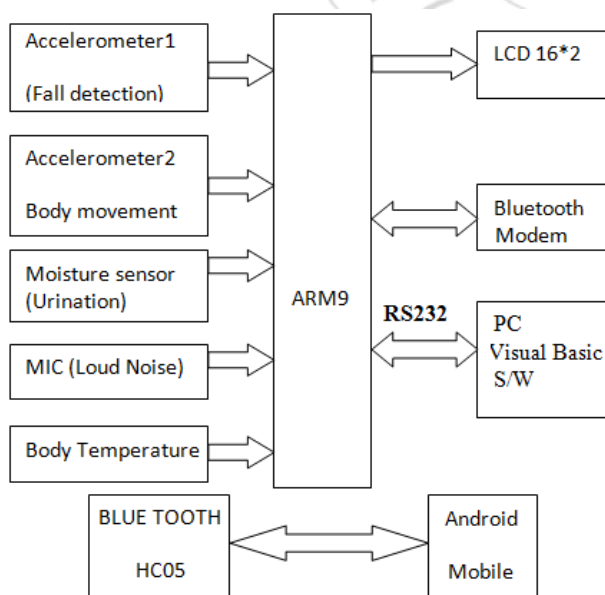 Accelerometer1
(Fall detection)
Accelerometer2
Body movement
Moisture sensor
(Urination)
MIC (Loud Noise)
Body Temperature
ARM9
LCD 16*2
Bluetooth
Modem
RS232
PC
Visual Basic
S/W
BLUE TOOTH
HC05
Android
Mobile